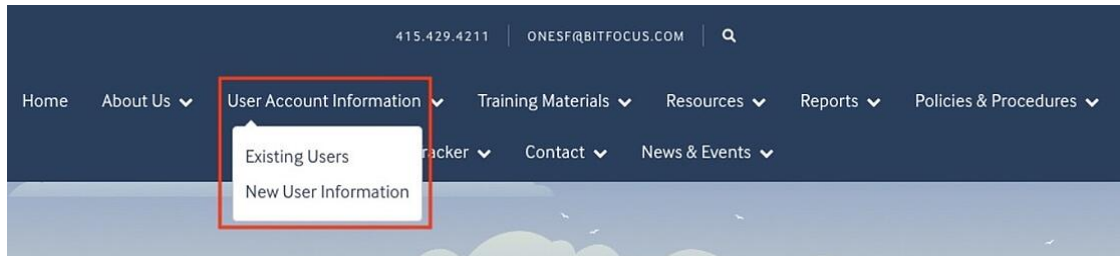 415.429.4211 ONESF@BITFOCUS.COM
Home About Us User Account Information Training Materials Resources Reports Policies & Procedures
Contact News & Events
Existing Users
New User Information